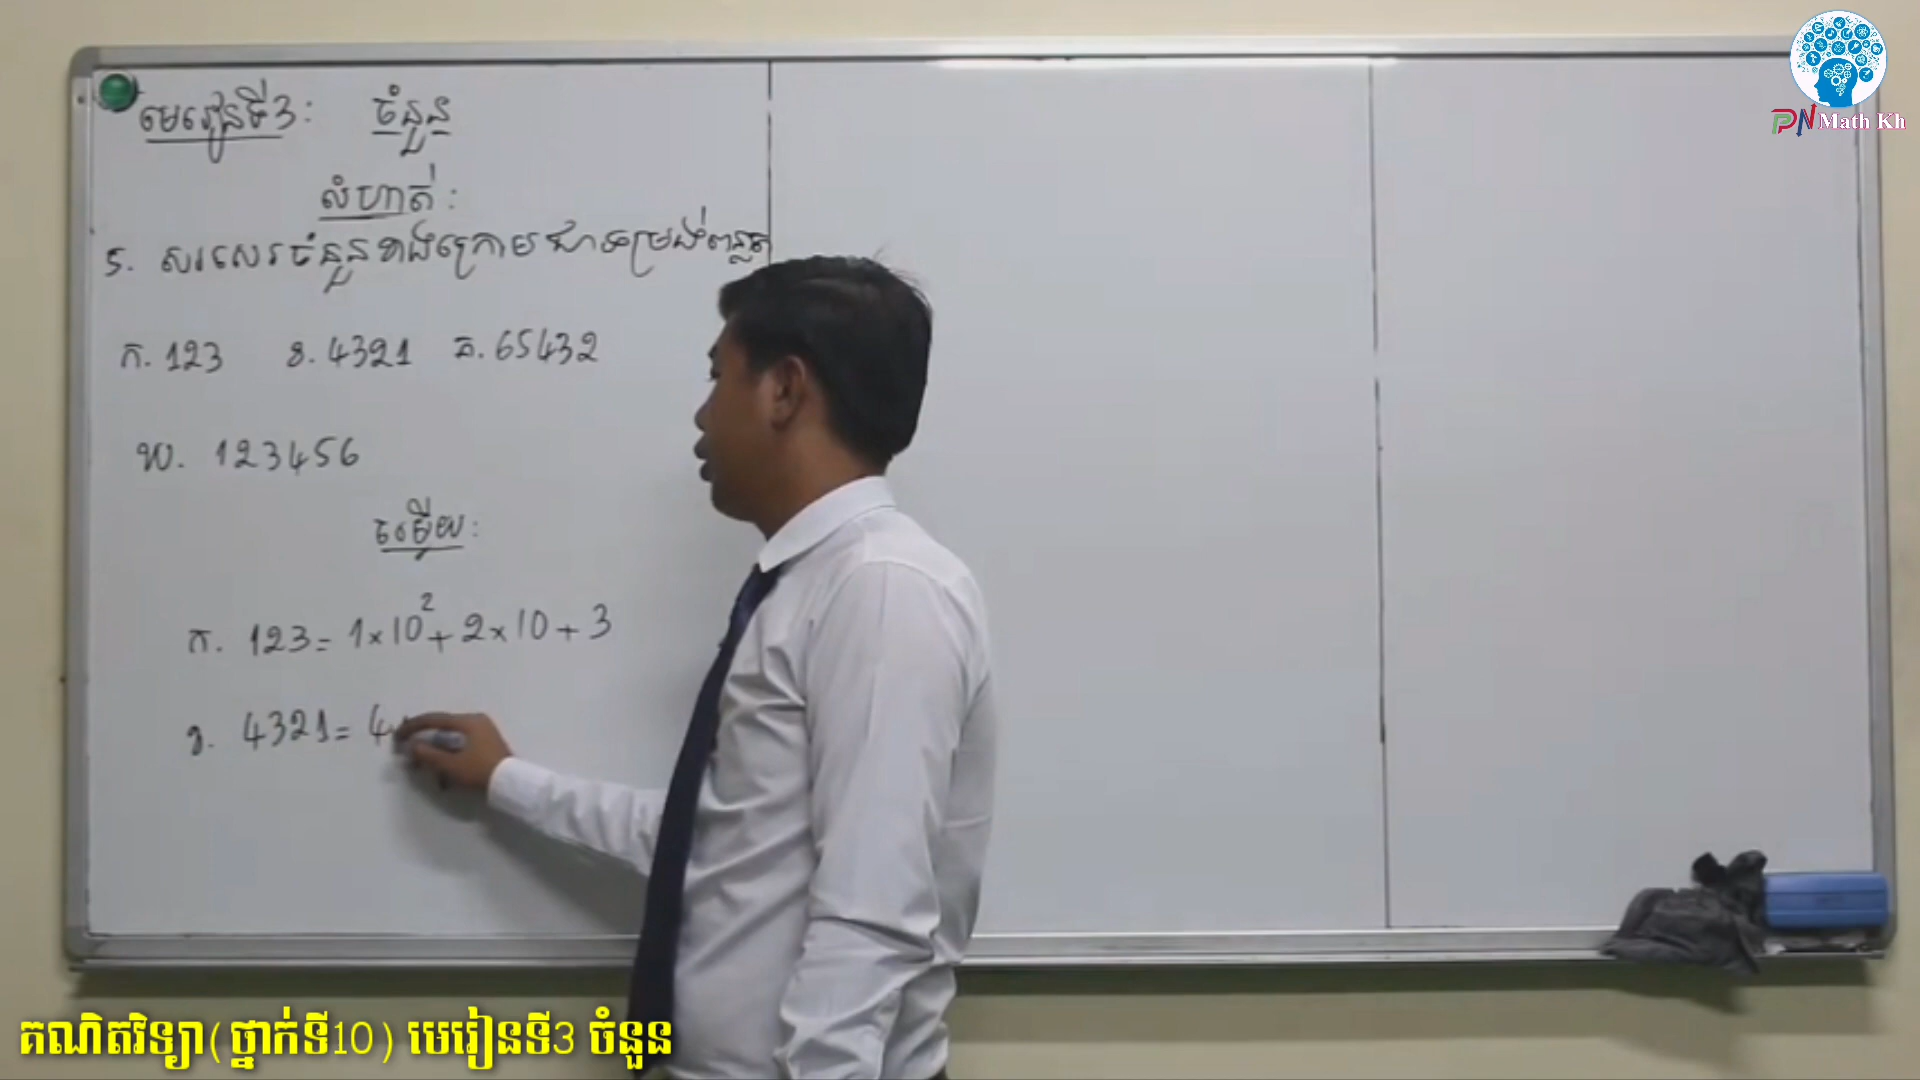 មេរៀនទី3: ចំនួន
លំហាត់:
5. សរសេរចំនួនខាងក្រោមជាទម្រង់ពន្លាត
ក. 123 ខ. 4321 គ. 65432
ឃ. 123456
ចម្លើយ:
ក. 123 = 1×10²+ 2×10 + 3
ខ. 4321 = 4
PN Math Kh
គណិតវិទ្យា(ថ្នាក់ទី10) មេរៀនទី3 ចំនួន